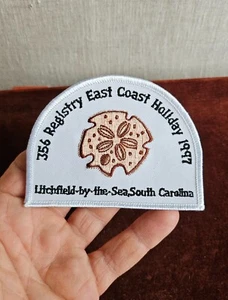 356 Registry East Coast Holiday 1997
Litchfield-by-the-Sea, South Carolina